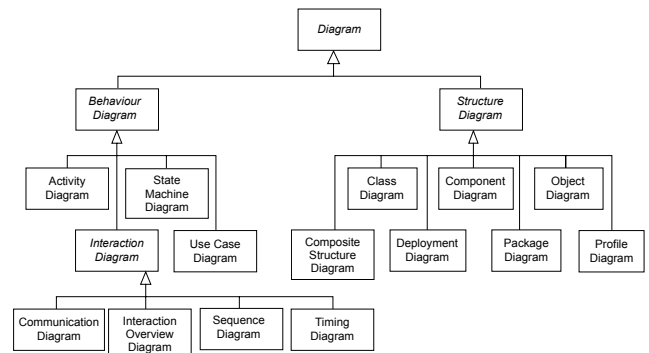 Diagram
Behaviour
Diagram
Structure
Diagram
Activity
Diagram
State
Machine
Diagram
Class
Diagram
Component
Diagram
Object
Diagram
Interaction
Diagram
Use Case
Diagram
Composite
Structure
Diagram
Deployment
Diagram
Package
Diagram
Profile
Diagram
Communication
Diagram
Interaction
Overview
Diagram
Sequence
Diagram
Timing
Diagram